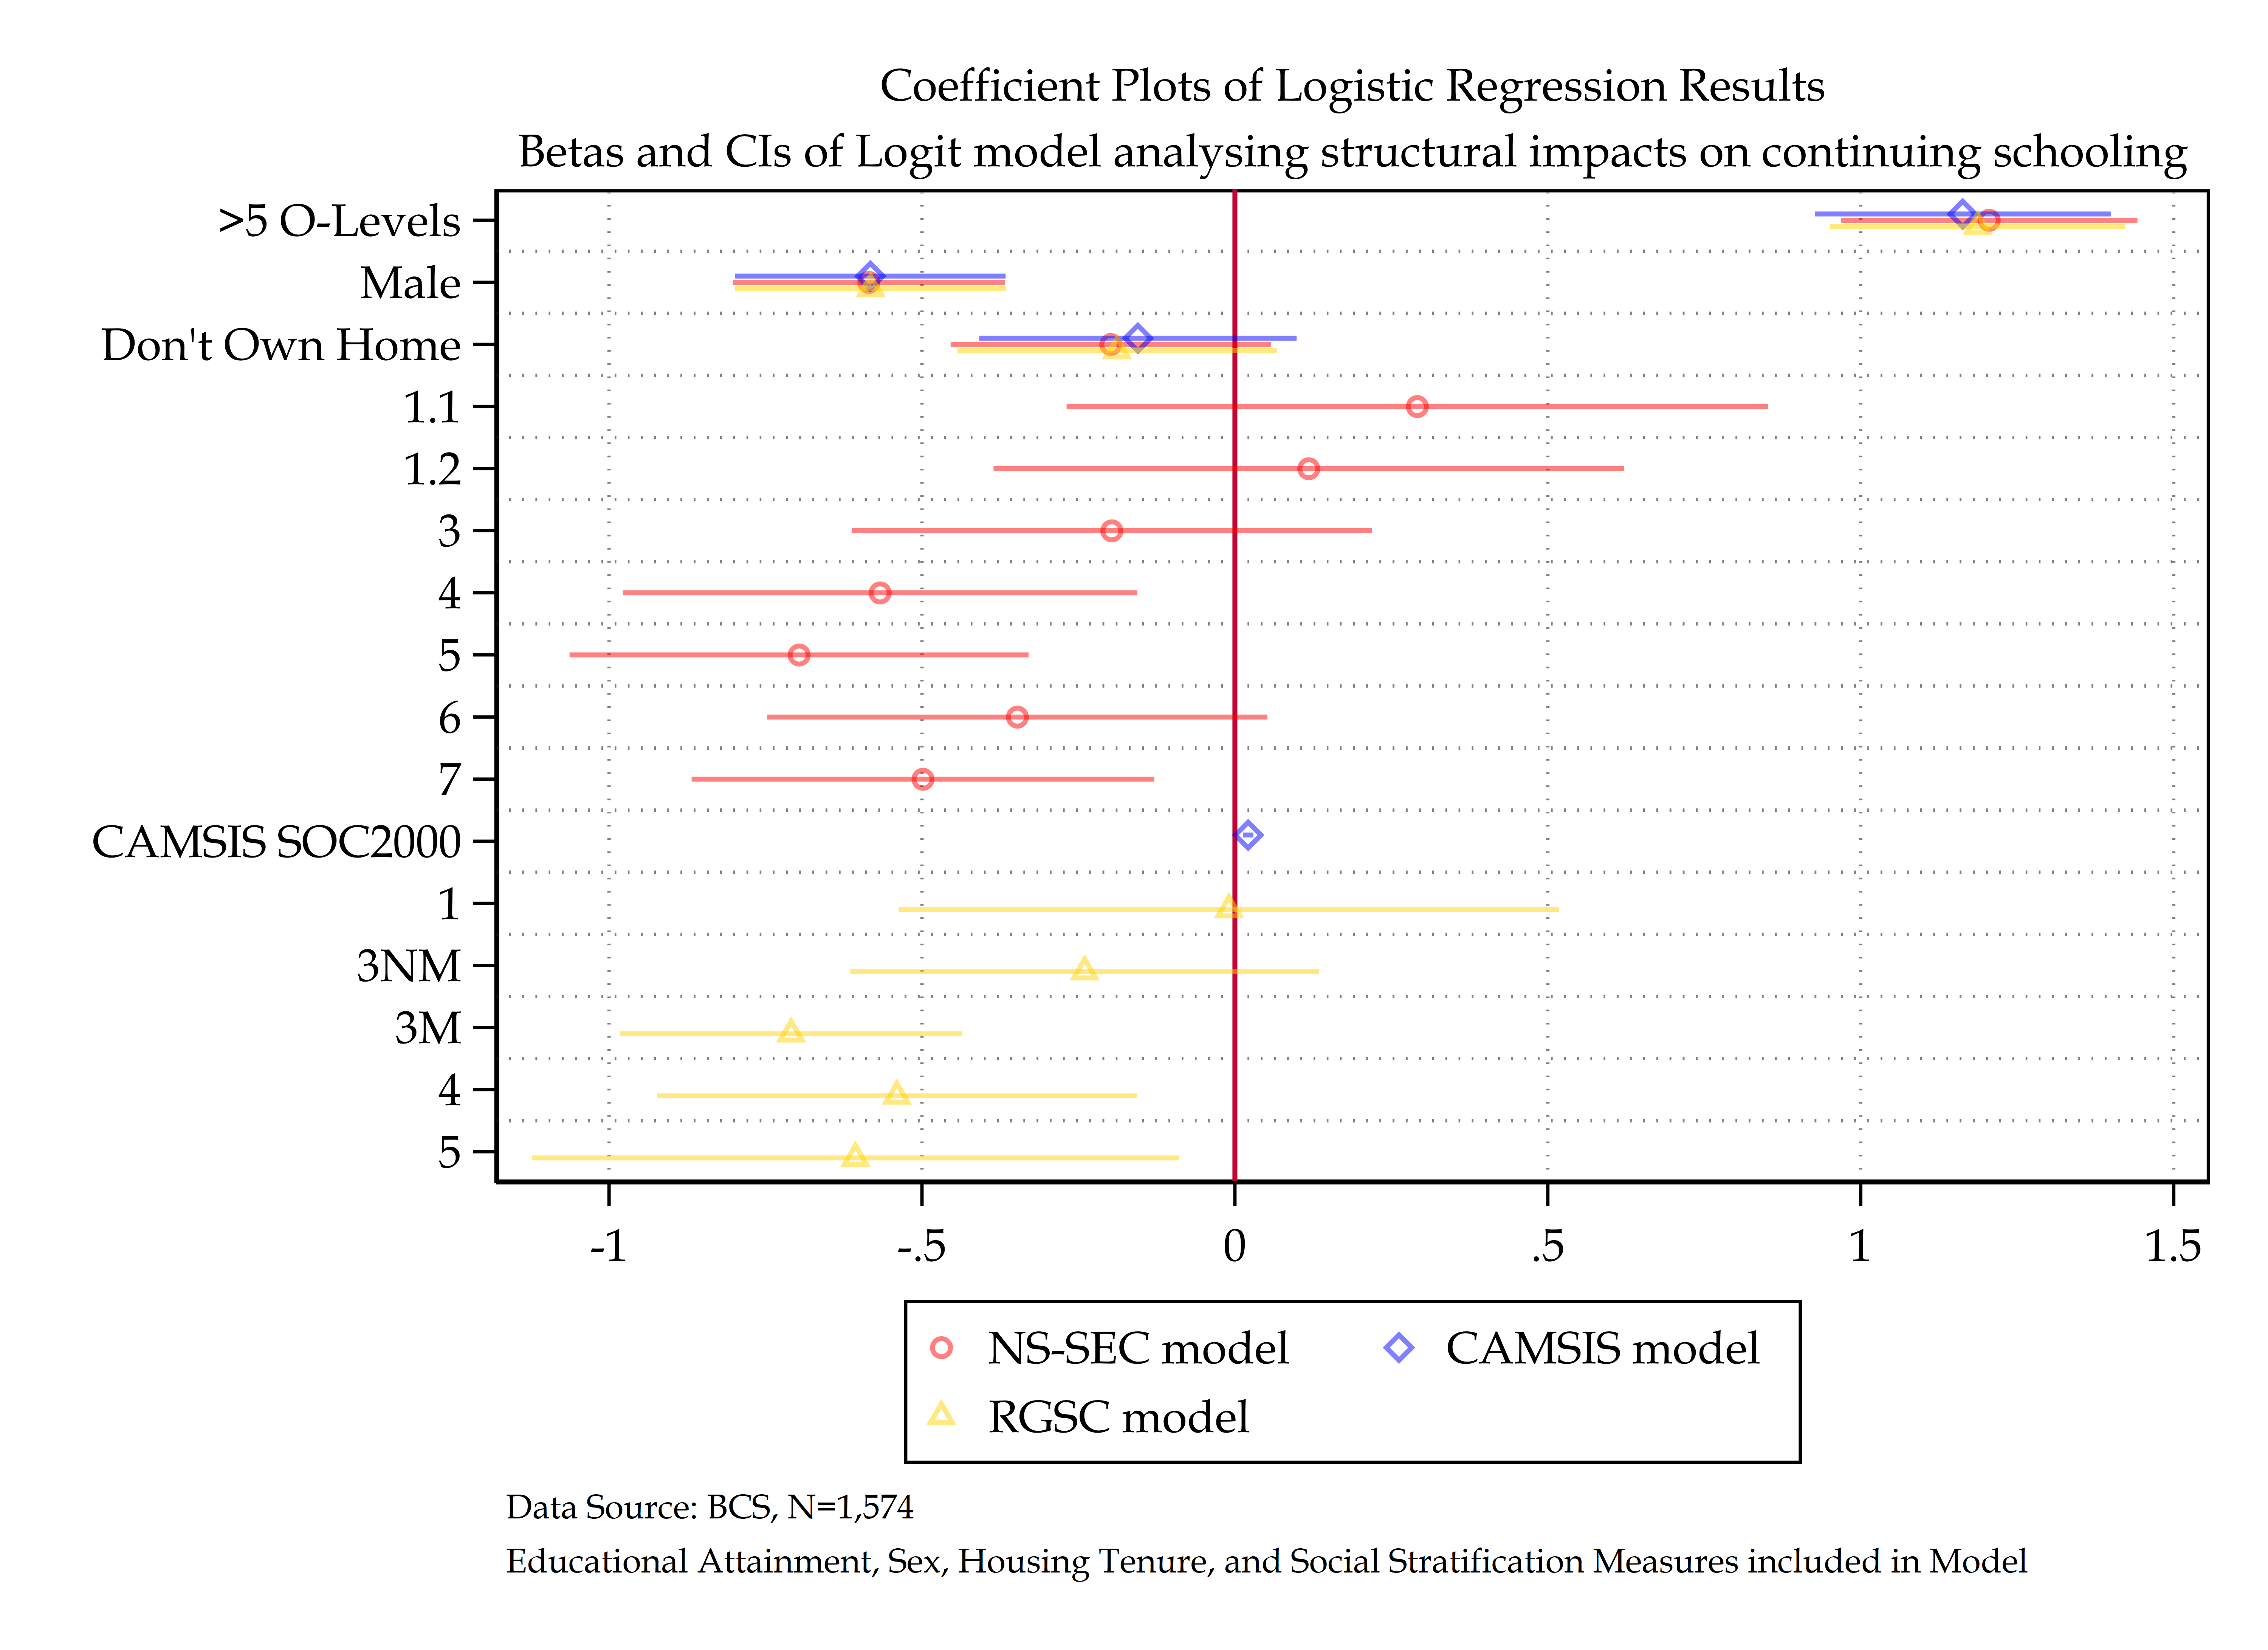 Coefficient Plots of Logistic Regression Results
Betas and CIs of Logit model analysing structural impacts on continuing schooling
>5 O-Levels
Male
Don't Own Home
1.1
1.2
3
4
5
6
7
CAMSIS SOC2000
1
3NM
3M
4
5
-1 -.5 0 .5 1 1.5
NS-SEC model CAMSIS model
RGSC model
Data Source: BCS, N=1,574
Educational Attainment, Sex, Housing Tenure, and Social Stratification Measures included in Model